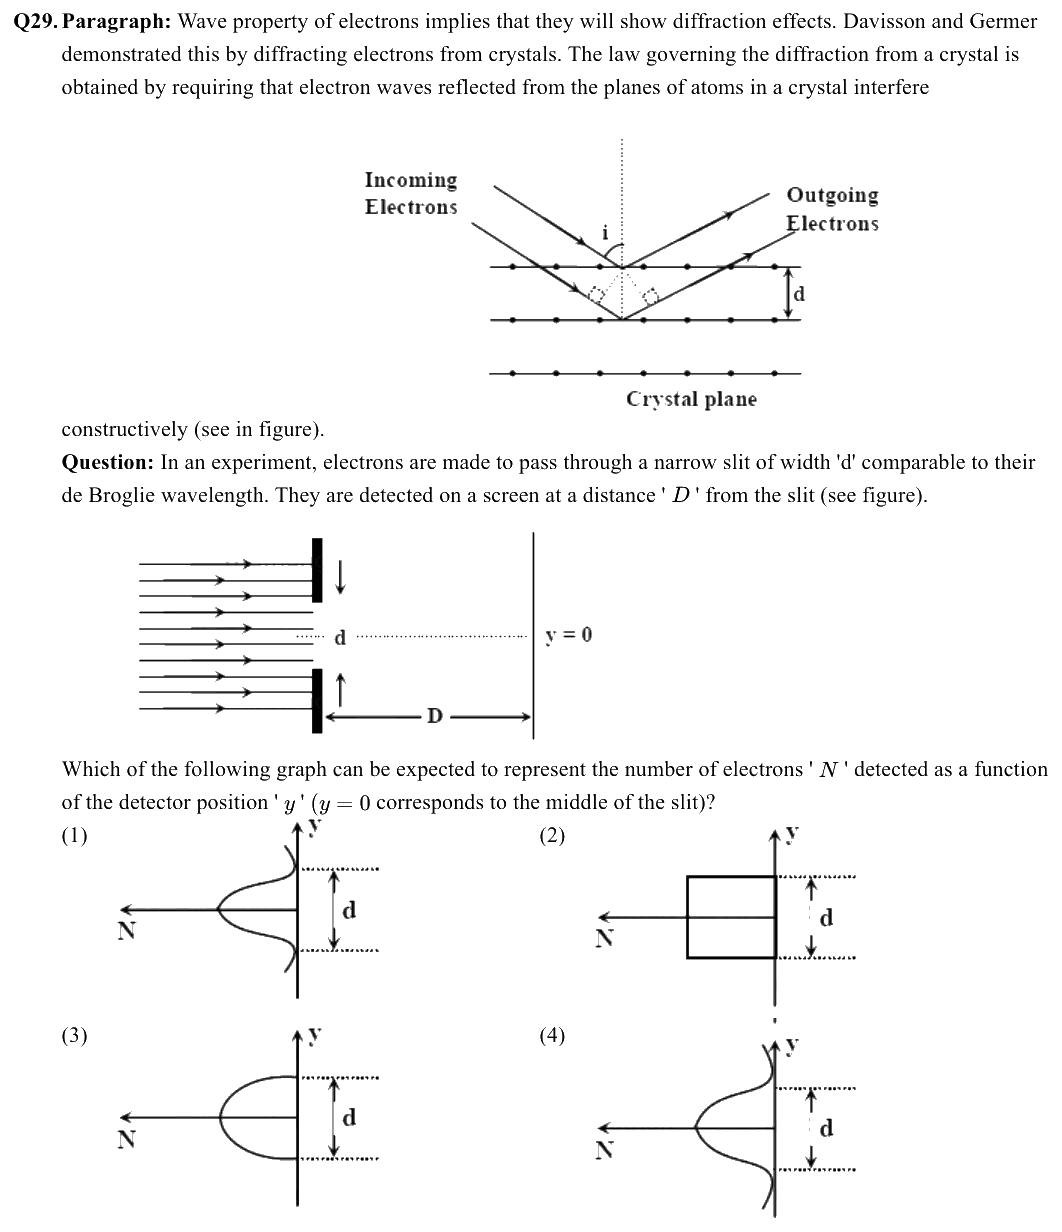 Q29. Paragraph: Wave property of electrons implies that they will show diffraction effects. Davisson and Germer
demonstrated this by diffracting electrons from crystals. The law governing the diffraction from a crystal is
obtained by requiring that electron waves reflected from the planes of atoms in a crystal interfere
Incoming
Electrons
i
Outgoing
Electrons
d
Crystal plane
constructively (see in figure).
Question: In an experiment, electrons are made to pass through a narrow slit of width 'd' comparable to their
de Broglie wavelength. They are detected on a screen at a distance ' D ' from the slit (see figure).
d
y = 0
D
Which of the following graph can be expected to represent the number of electrons ' N ' detected as a function
of the detector position ' y ' (y = 0 corresponds to the middle of the slit)?
(1)
y
d
N
(2)
y
d
N
(3)
y
d
N
(4)
y
d
N